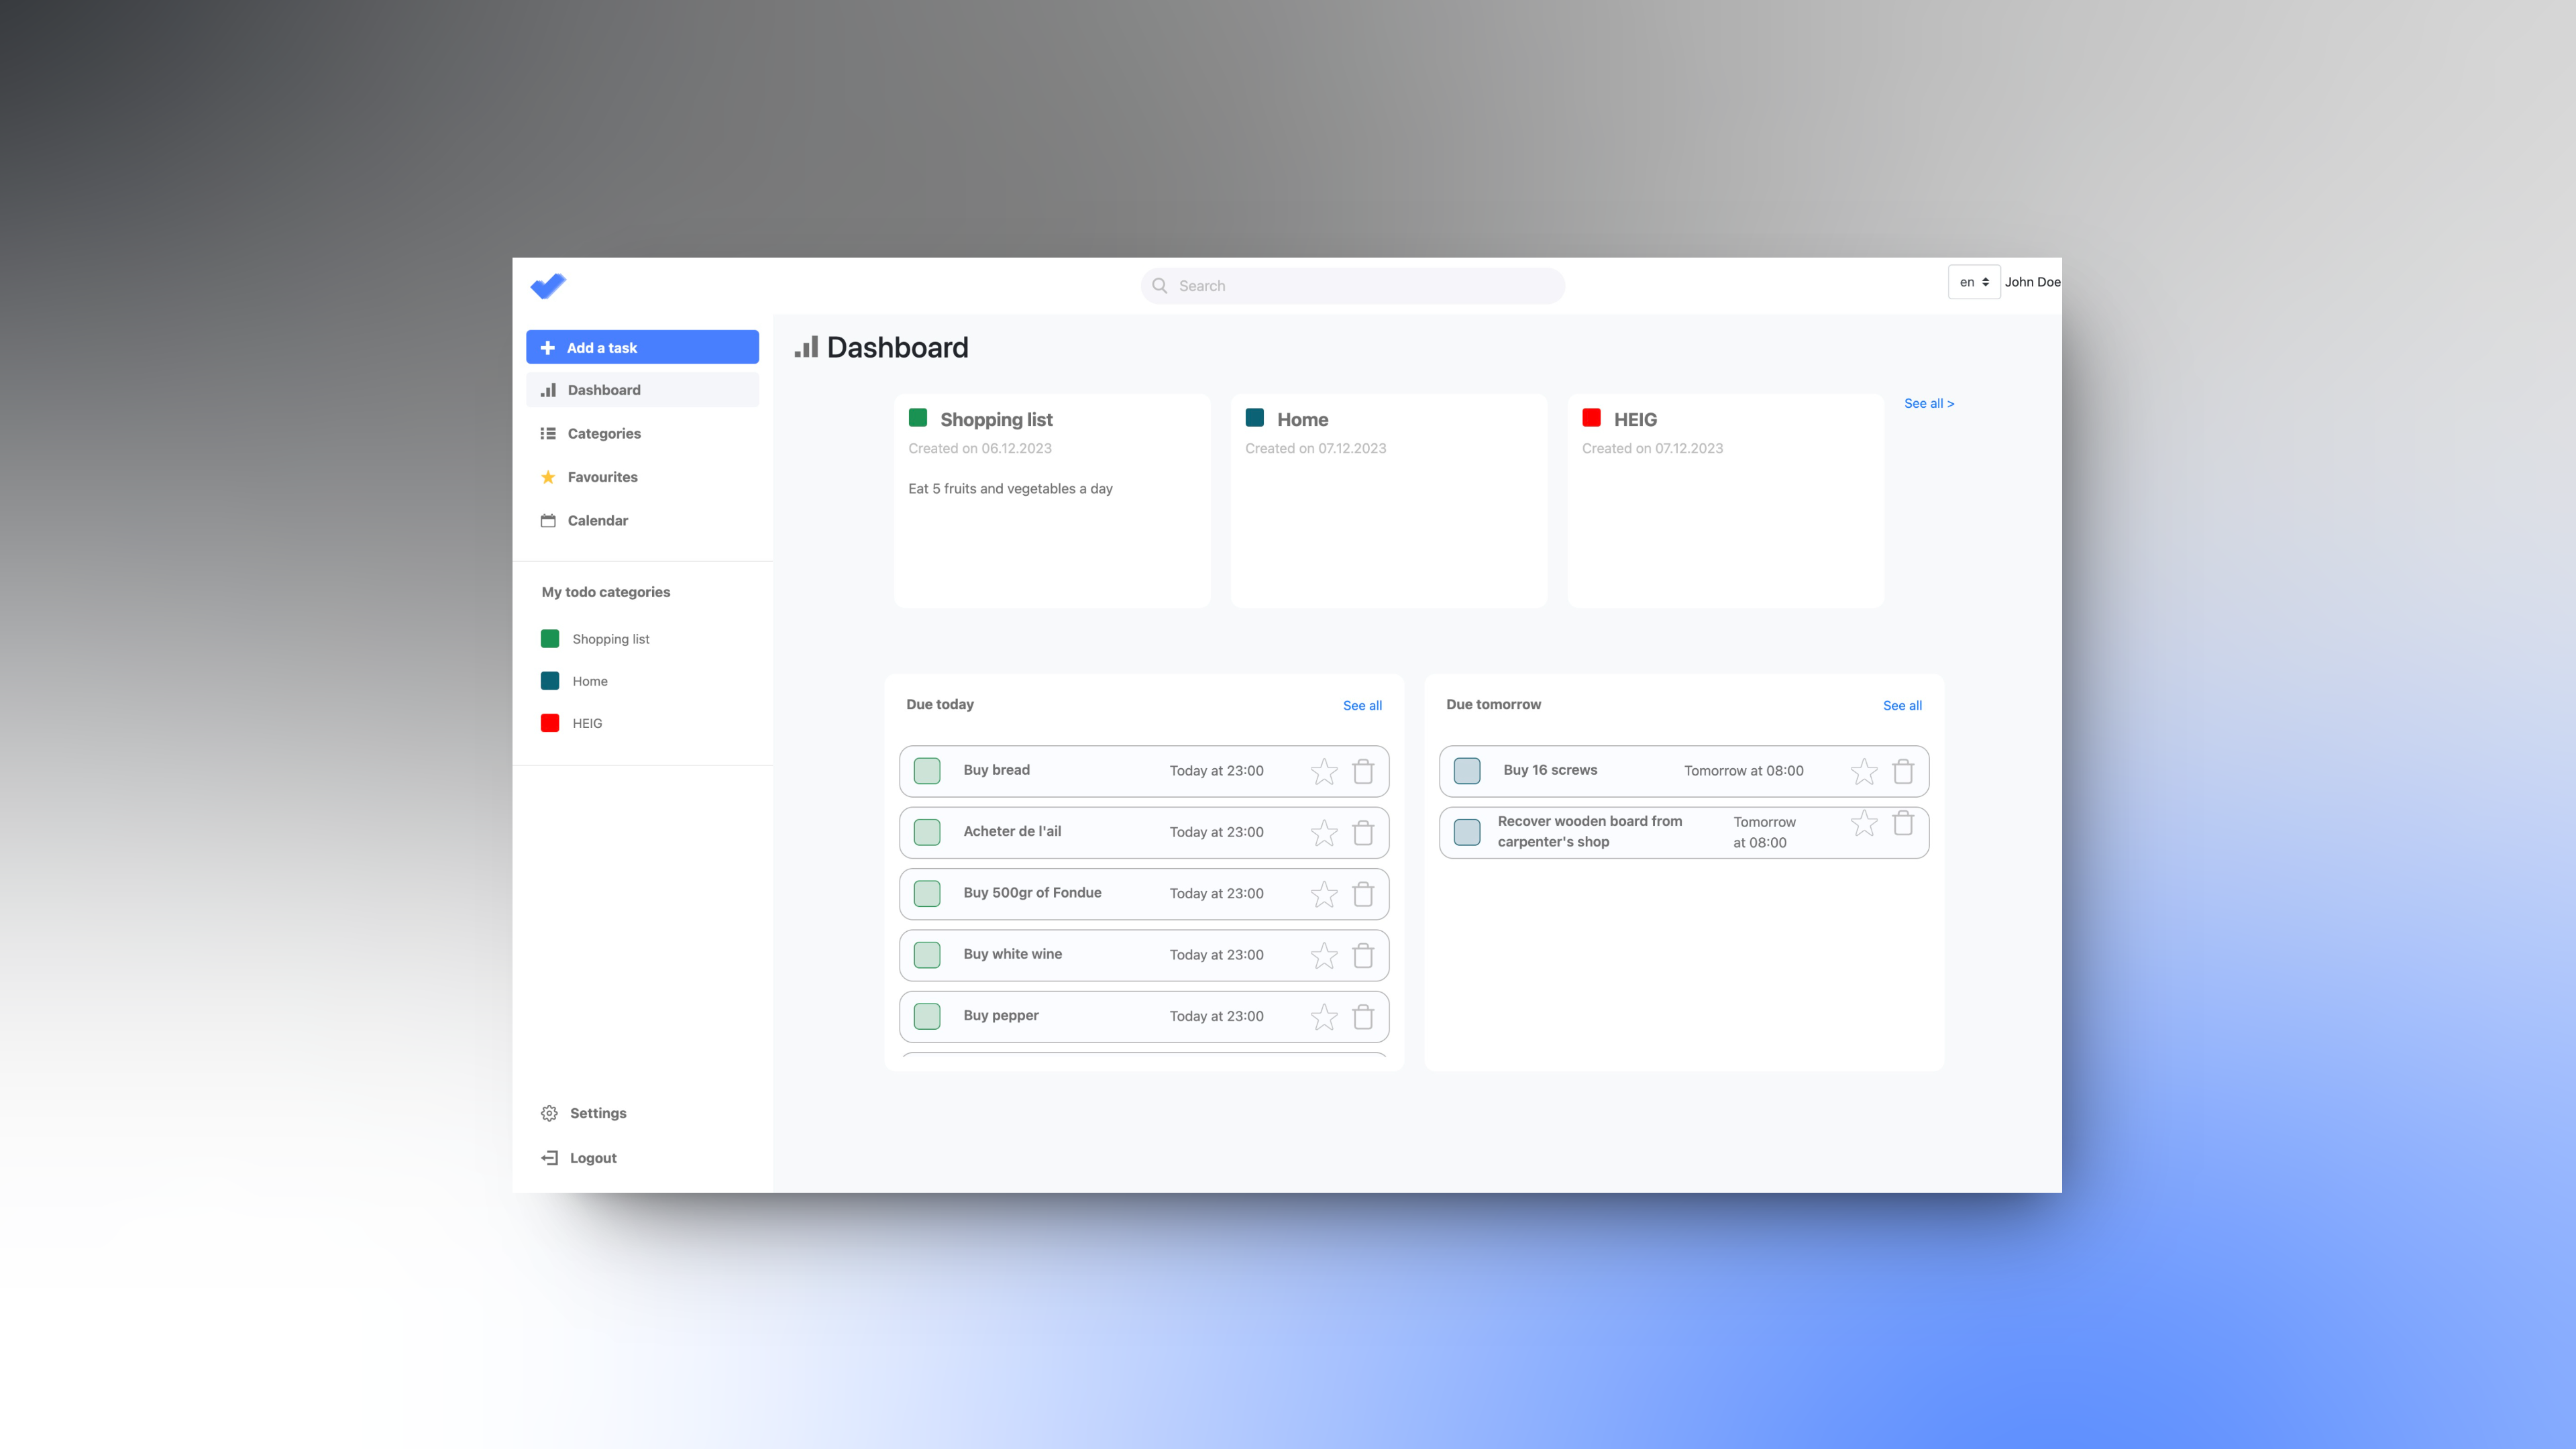 Search
en
John Doe
Add a task
Dashboard
Categories
Favourites
Calendar
My todo categories
Shopping list
Home
HEIG
Settings
Logout
Dashboard
Shopping list
Created on 06.12.2023
Eat 5 fruits and vegetables a day
Home
Created on 07.12.2023
HEIG
Created on 07.12.2023
See all >
Due today
See all
Buy bread
Today at 23:00
Acheter de l'ail
Today at 23:00
Buy 500gr of Fondue
Today at 23:00
Buy white wine
Today at 23:00
Buy pepper
Today at 23:00
Due tomorrow
See all
Buy 16 screws
Tomorrow at 08:00
Recover wooden board from
carpenter's shop
Tomorrow
at 08:00